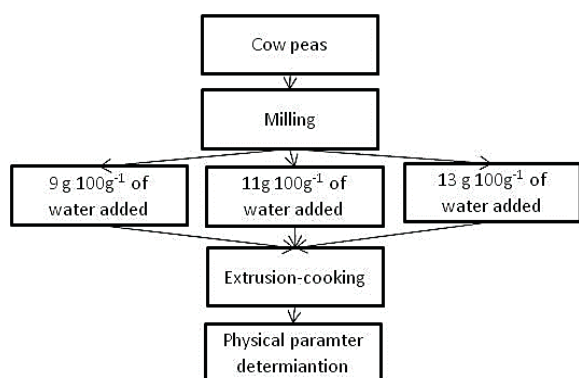 Cow peas
Milling
9 g 100g⁻¹ of
water added
11g 100g⁻¹ of
water added
13 g 100g⁻¹ of
water added
Extrusion-cooking
Physical paramter
determiantion